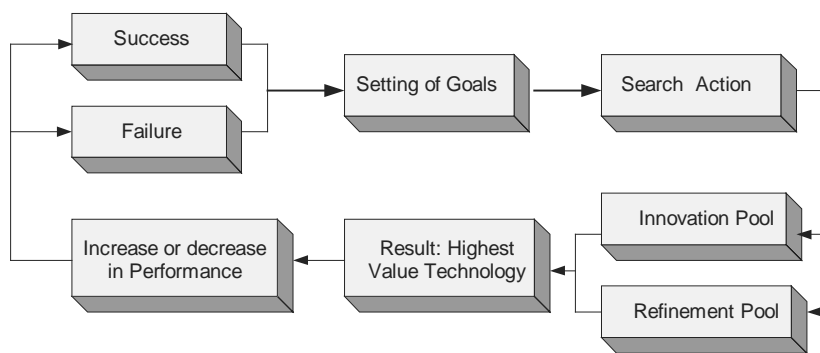 Success
Setting of Goals
Search Action
Failure
Innovation Pool
Increase or decrease
in Performance
Result: Highest
Value Technology
Refinement Pool